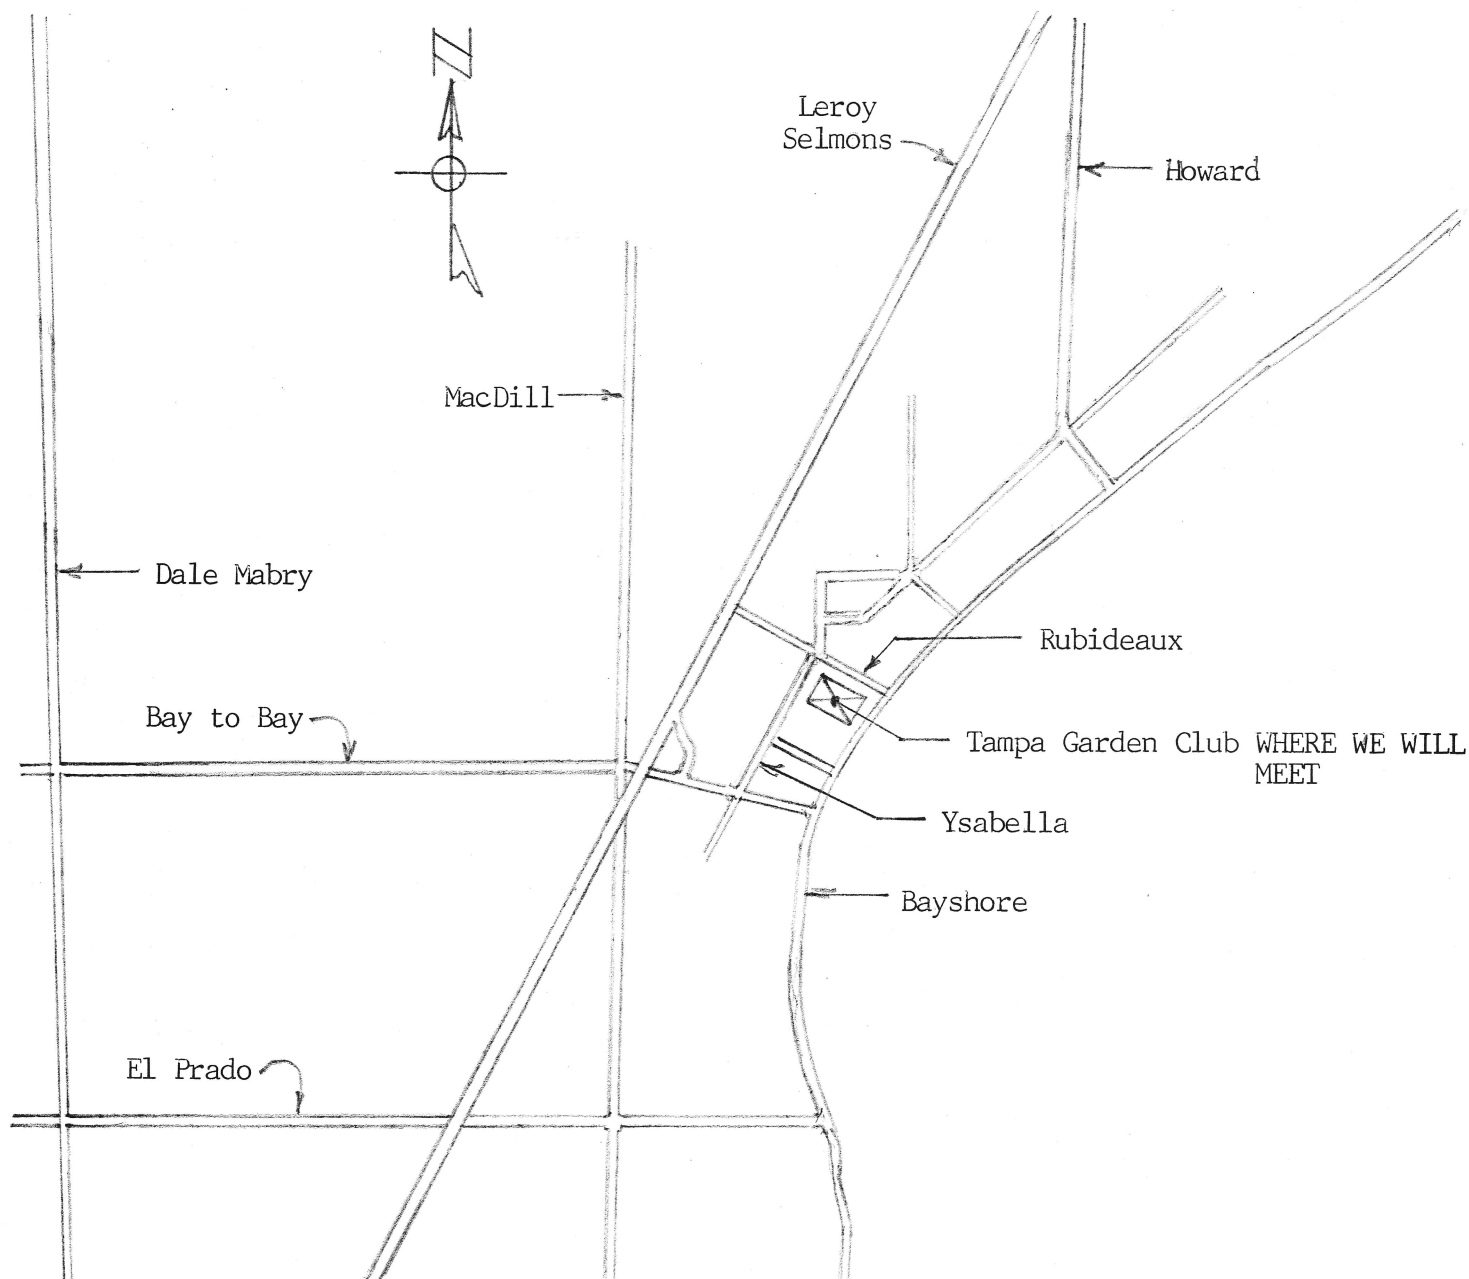 N
Leroy
Selmons
Howard
MacDill
Dale Mabry
Rubideaux
Bay to Bay
Tampa Garden Club WHERE WE WILL
MEET
Ysabella
Bayshore
El Prado